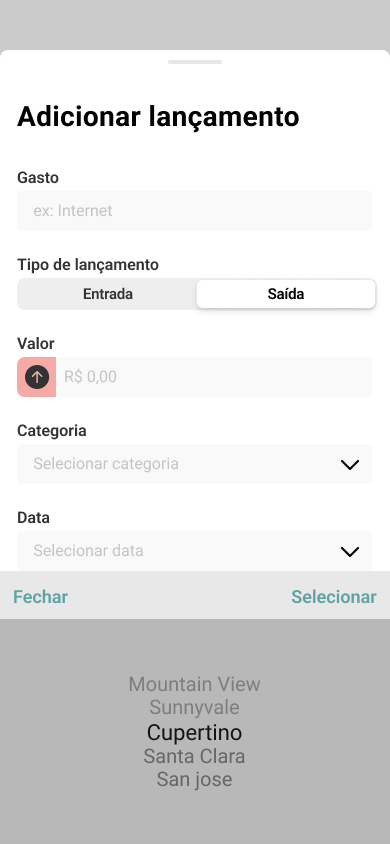 Adicionar lançamento
Gasto
ex: Internet
Tipo de lançamento
Entrada
Saída
Valor
R$ 0,00
Categoria
Selecionar categoria
Data
Selecionar data
Fechar
Selecionar
Mountain View
Sunnyvale
Cupertino
Santa Clara
San jose